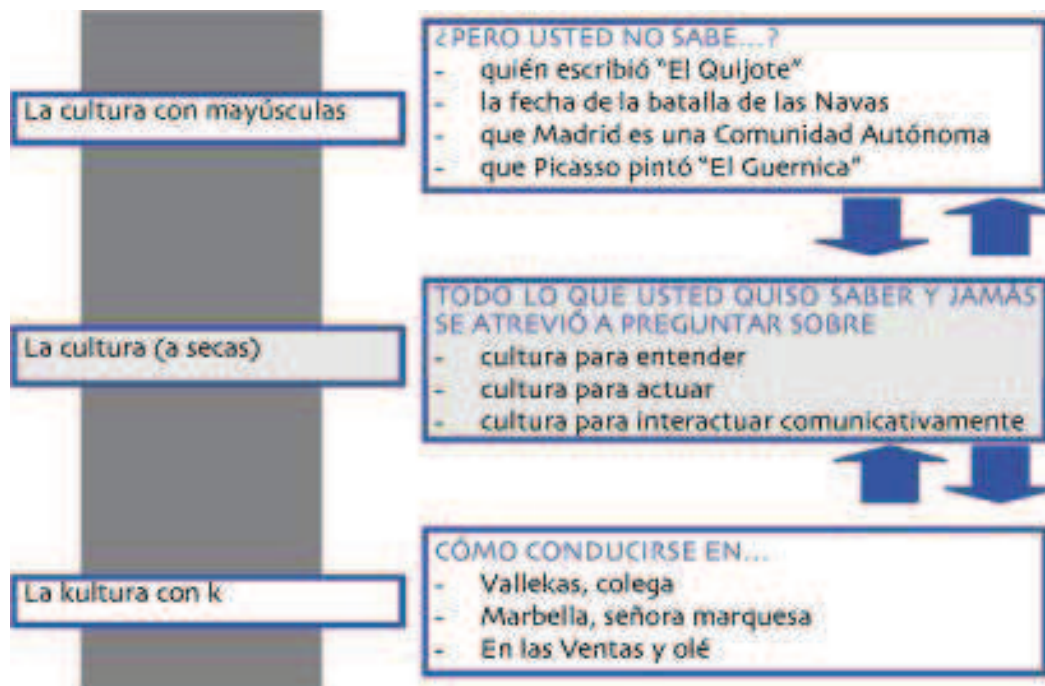 La cultura con mayúsculas
¿PERO USTED NO SABE...?
- quién escribió "El Quijote"
- la fecha de la batalla de las Navas
- que Madrid es una Comunidad Autónoma
- que Picasso pintó "El Guernica"
La cultura (a secas)
TODO LO QUE USTED QUISO SABER Y JAMÁS
SE ATREVIÓ A PREGUNTAR SOBRE
- cultura para entender
- cultura para actuar
- cultura para interactuar comunicativamente
La kultura con k
CÓMO CONDUCIRSE EN...
- Vallekas, colega
- Marbella, señora marquesa
- En las Ventas y olé